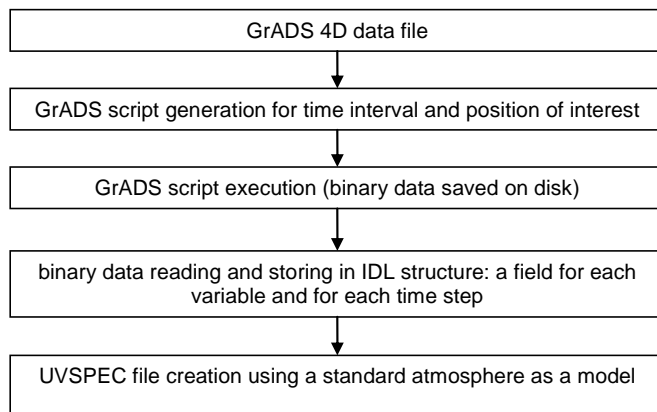 GrADS 4D data file
GrADS script generation for time interval and position of interest
GrADS script execution (binary data saved on disk)
binary data reading and storing in IDL structure: a field for each
variable and for each time step
UVSPEC file creation using a standard atmosphere as a model